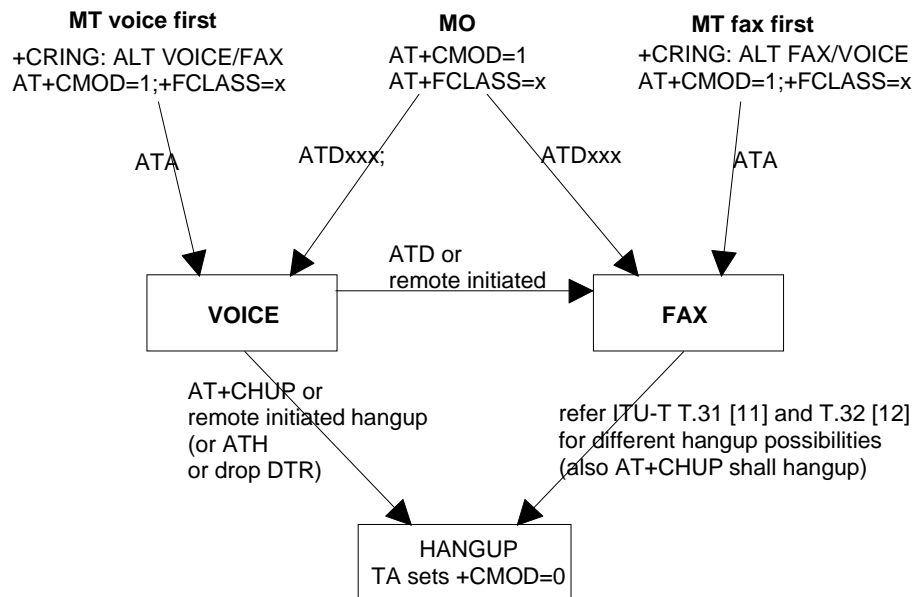 MT voice first
+CRING: ALT VOICE/FAX
AT+CMOD=1;+FCLASS=x
MO
AT+CMOD=1
AT+FCLASS=x
MT fax first
+CRING: ALT FAX/VOICE
AT+CMOD=1;+FCLASS=x
ATA
ATDxxx;
ATDxxx
ATA
ATD or
remote initiated
VOICE
FAX
AT+CHUP or
remote initiated hangup
(or ATH
or drop DTR)
refer ITU-T T.31 [11] and T.32 [12]
for different hangup possibilities
(also AT+CHUP shall hangup)
HANGUP
TA sets +CMOD=0